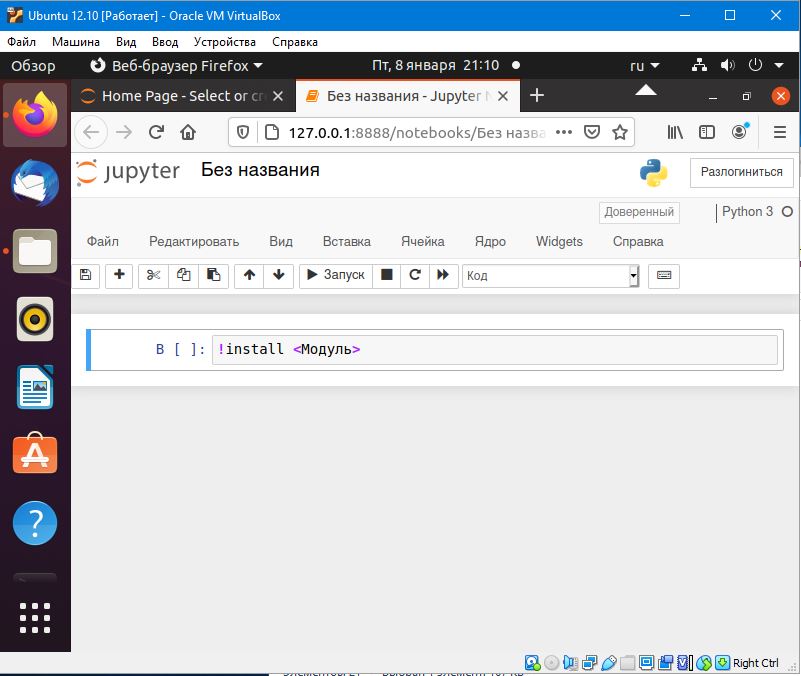 Ubuntu 12.10 [Работает] - Oracle VM VirtualBox
Файл Машина Вид Ввод Устройства Справка
Обзор Веб-браузер Firefox Пт, 8 января 21:10 ru
Home Page - Select or cr Без названия - Jupyter N
127.0.0.1:8888/notebooks/Без назва
jupyter Без названия Разлогиниться
Доверенный Python 3
Файл Редактировать Вид Вставка Ячейка Ядро Widgets Справка
Запуск Код
В [ ]: !install <Модуль>
Right Ctrl